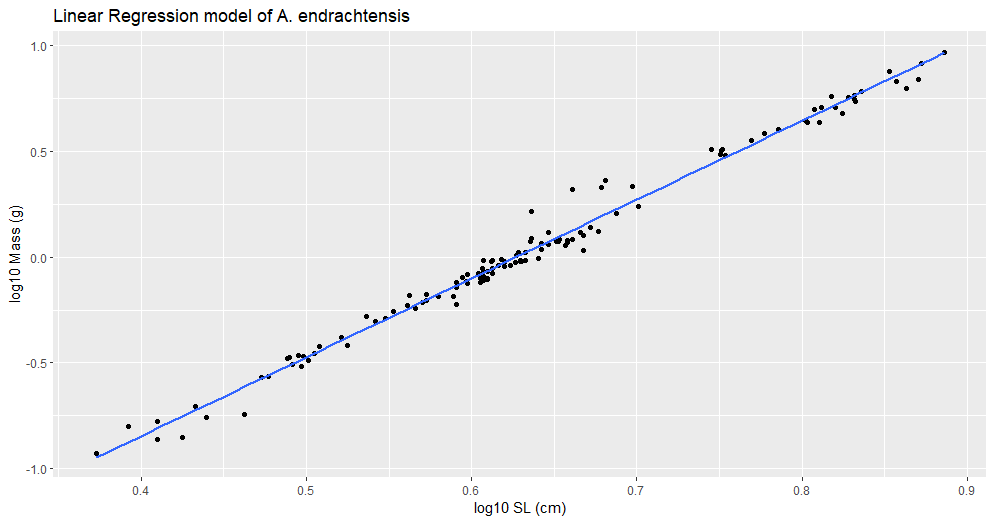 Linear Regression model of A. endrachtensis
1.0
0.5
0.0
-0.5
-1.0
log10 Mass (g)
0.4 0.5 0.6 0.7 0.8 0.9
log10 SL (cm)